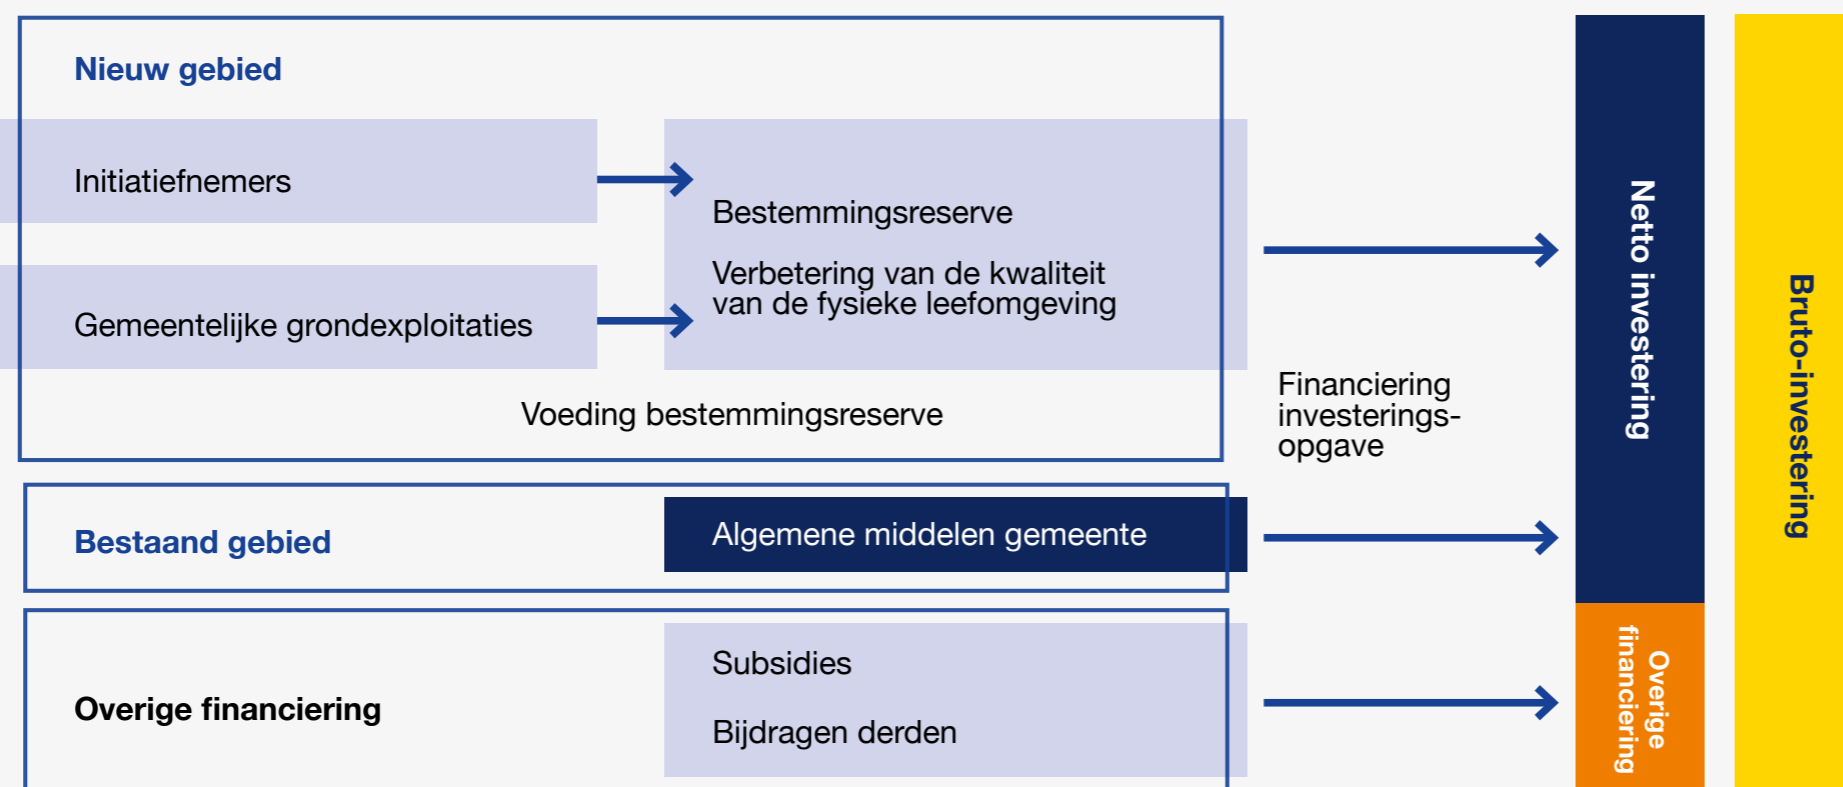 Nieuw gebied
Initiatiefnemers
Gemeentelijke grondexploitaties
Bestemmingsreserve
Verbetering van de kwaliteit
van de fysieke leefomgeving
Voeding bestemmingsreserve
Financiering
investerings-
opgave
Bestaand gebied
Algemene middelen gemeente
Overige financiering
Subsidies
Bijdragen derden
Netto investering
Overige
financiering
Bruto-investering